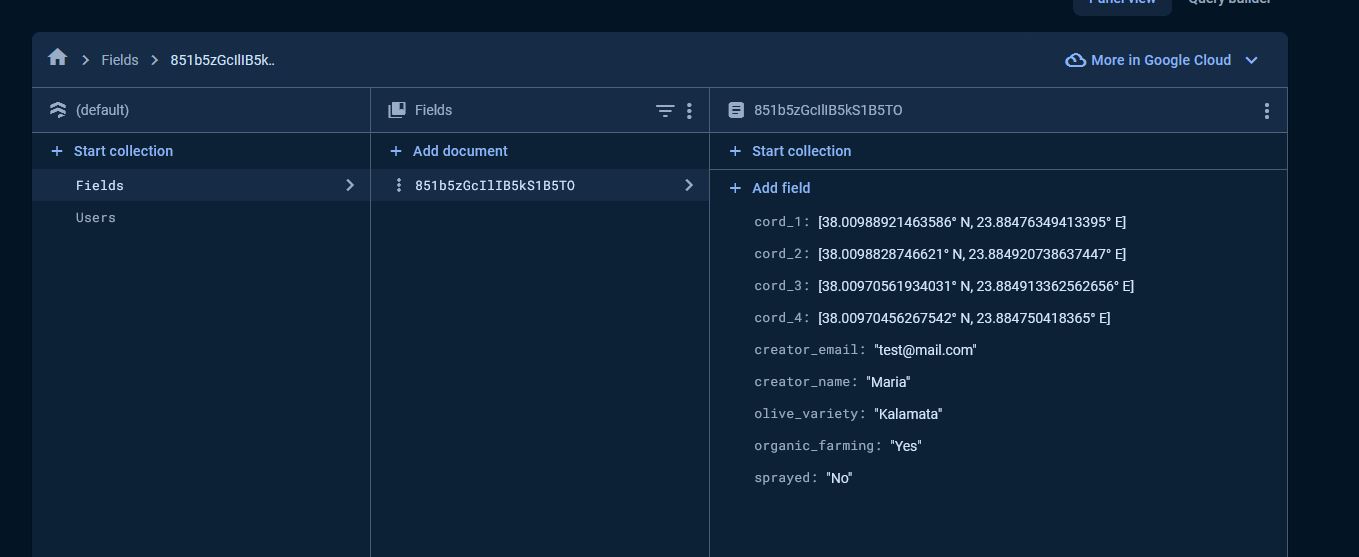 Panel view Query builder
Fields 851b5zGcIlIB5k..
More in Google Cloud
(default)
Fields
851b5zGcIlIB5kS1B5TO
+ Start collection
+ Add document
+ Start collection
Fields
851b5zGcIlIB5kS1B5TO
+ Add field
Users
cord_1: [38.00988921463586° N, 23.88476349413395° E]
cord_2: [38.0098828746621° N, 23.884920738637447° E]
cord_3: [38.00970561934031° N, 23.884913362562656° E]
cord_4: [38.00970456267542° N, 23.884750418365° E]
creator_email: "test@mail.com"
creator_name: "Maria"
olive_variety: "Kalamata"
organic_farming: "Yes"
sprayed: "No"